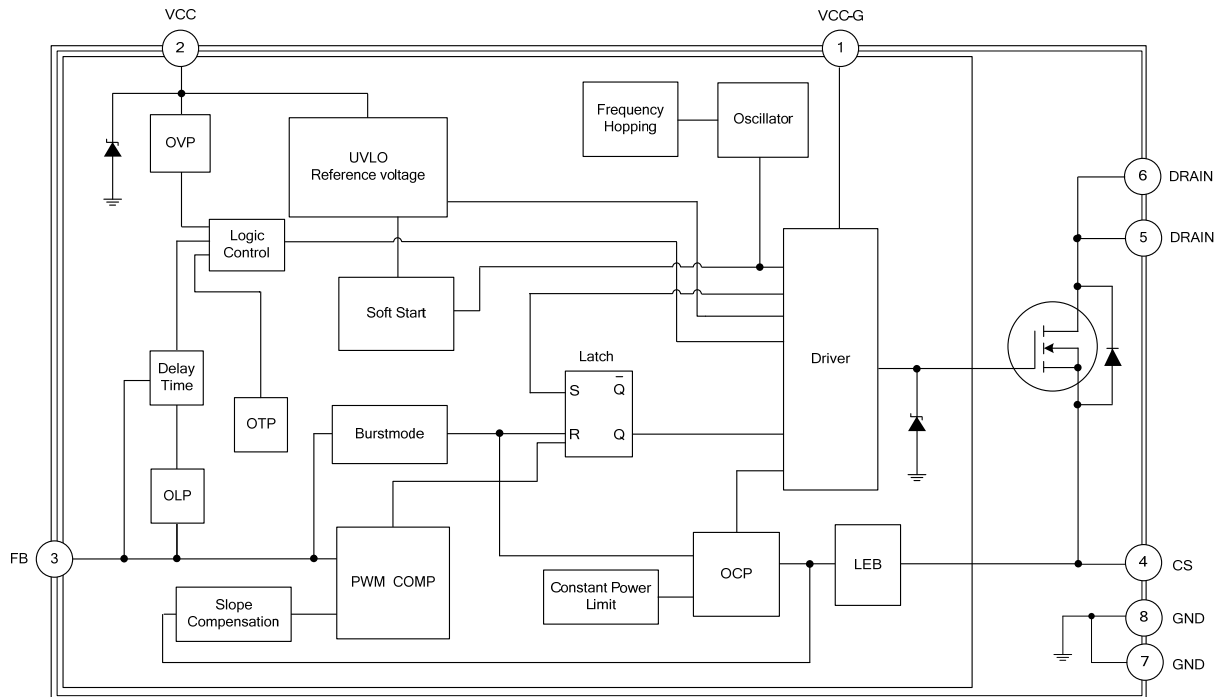 VCC
VCC-G
2
1
Frequency
Hopping
Oscillator
OVP
UVLO
Reference voltage
6
DRAIN
Logic
Control
5
DRAIN
Soft Start
Driver
Latch
Delay
Time
S
Q
OTP
Burstmode
R
Q
OLP
FB
3
PWM COMP
OCP
LEB
4
CS
Constant Power
Limit
Slope
Compensation
8
GND
7
GND